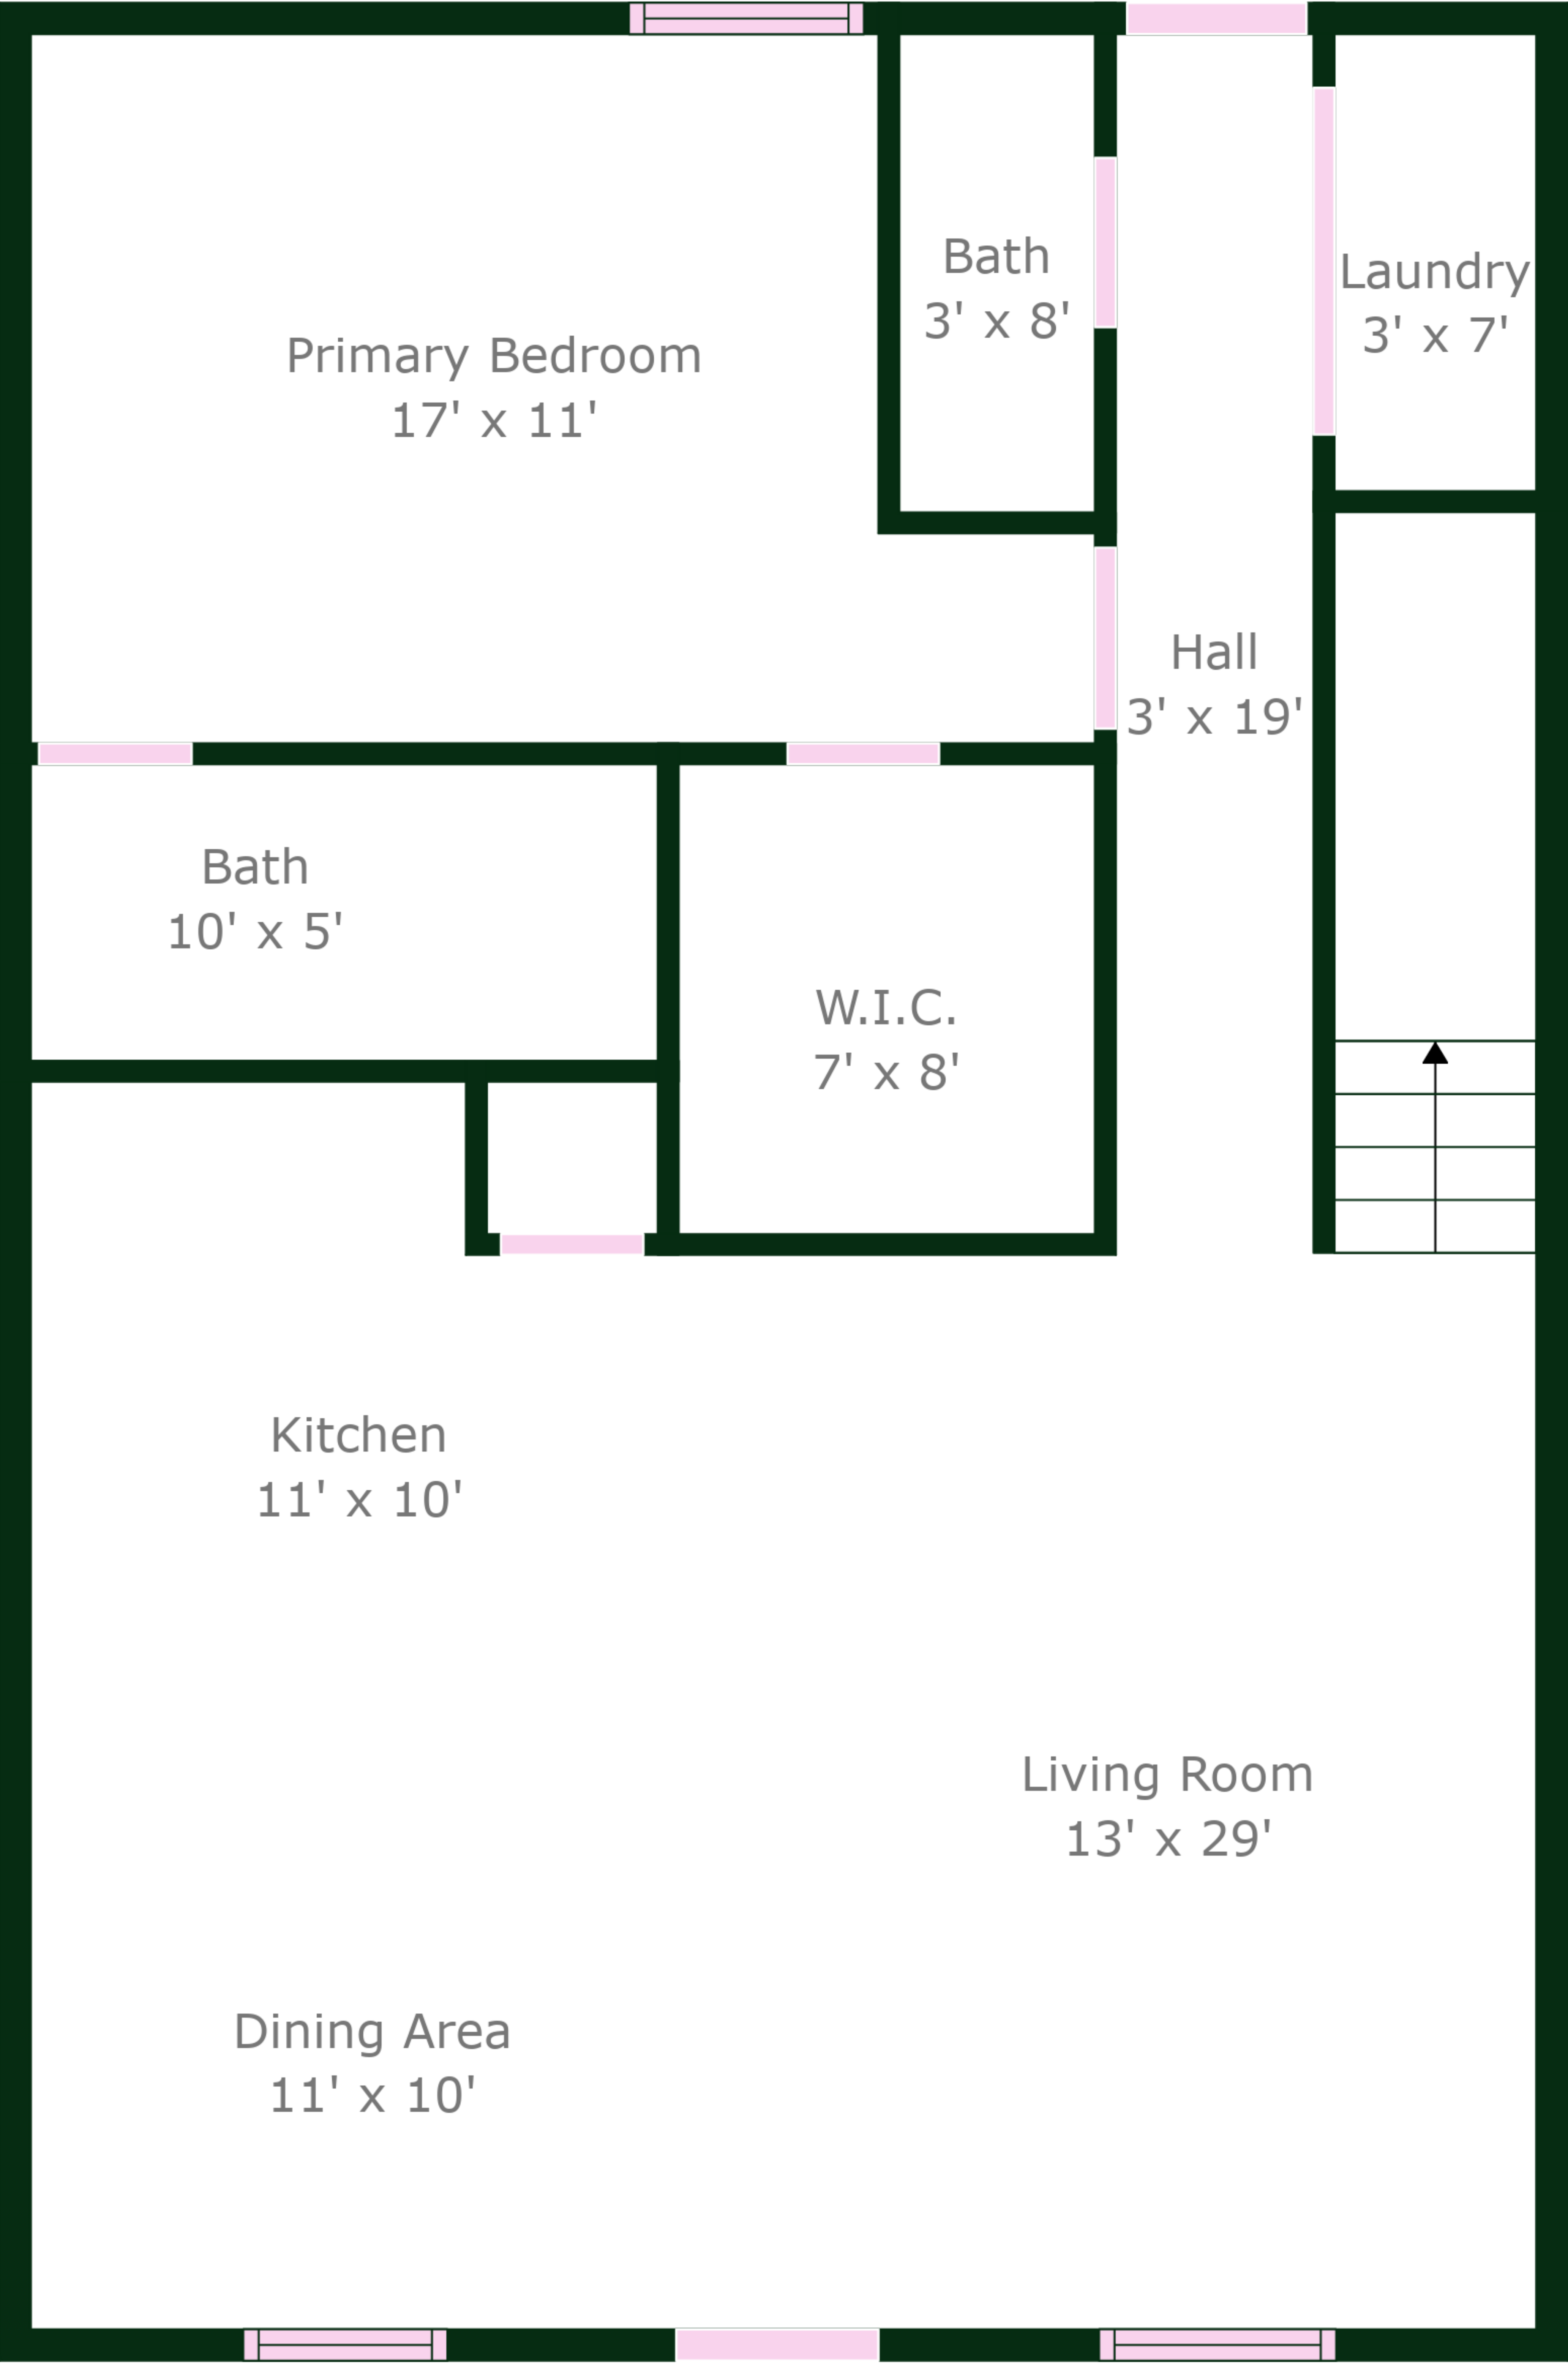 Bath
3' x 8'
Laundry
3' x 7'
Primary Bedroom
17' x 11'
Hall
3' x 19'
Bath
10' x 5'
W.I.C.
7' x 8'
Kitchen
11' x 10'
Living Room
13' x 29'
Dining Area
11' x 10'